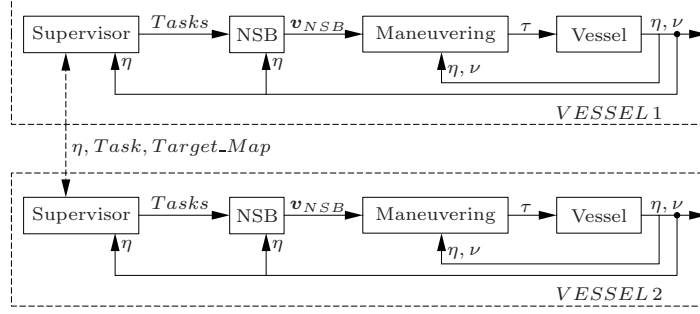 Tasks v_NSB τ η, ν
Supervisor NSB Maneuvering Vessel
η η η, ν
VESSEL 1
η, Task, Target_Map
Tasks v_NSB τ η, ν
Supervisor NSB Maneuvering Vessel
η η η, ν
VESSEL 2